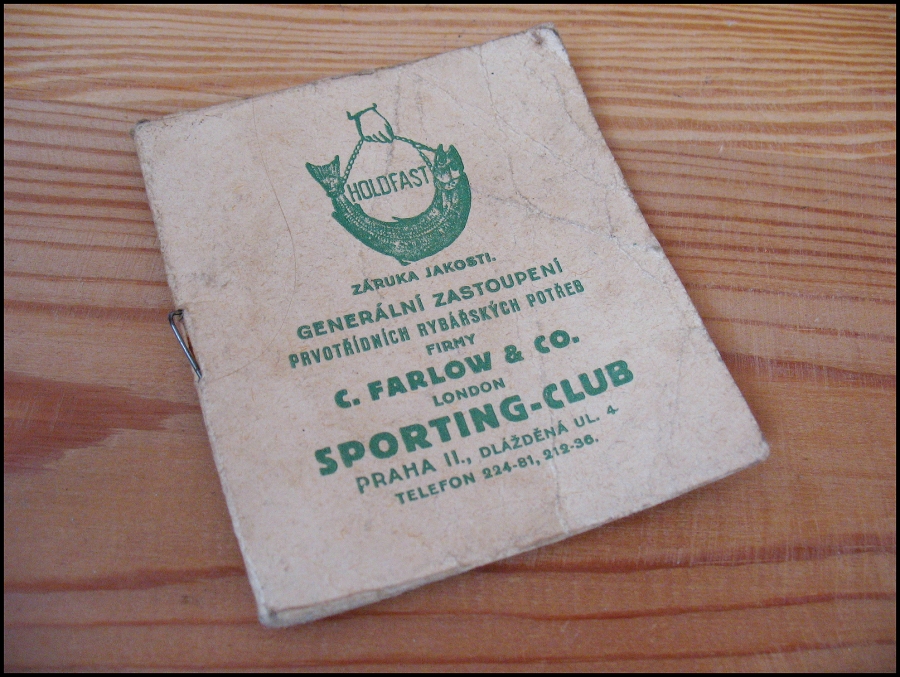 HOLDFAST
ZÁRUKA JAKOSTI.
GENERÁLNÍ ZASTOUPENÍ
PRVOTŘÍDNÍCH RYBÁŘSKÝCH POTŘEB
FIRMY
C. FARLOW & CO.
LONDON
SPORTING-CLUB
PRAHA II., DLÁŽDĚNÁ UL. 4
TELEFON 224-81, 212-36.